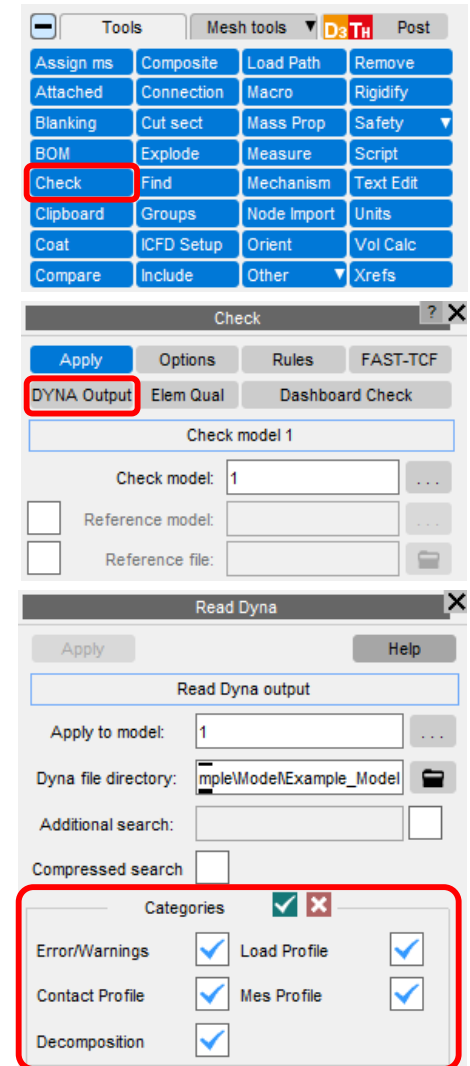 Tools Mesh tools ▼ D3 TH Post
Assign ms Composite Load Path Remove
Attached Connection Macro Rigidify
Blanking Cut sect Mass Prop Safety ▼
BOM Explode Measure Script
Check Find Mechanism Text Edit
Clipboard Groups Node Import Units
Coat ICFD Setup Orient Vol Calc
Compare Include Other ▼ Xrefs
Check ? X
Apply Options Rules FAST-TCF
DYNA Output Elem Qual Dashboard Check
Check model 1
Check model: 1 ...
Reference model: ...
Reference file:
Read Dyna X
Apply Help
Read Dyna output
Apply to model: 1 ...
Dyna file directory: mple\Model\Example_Model
Additional search:
Compressed search
Categories
Error/Warnings Load Profile
Contact Profile Mes Profile
Decomposition